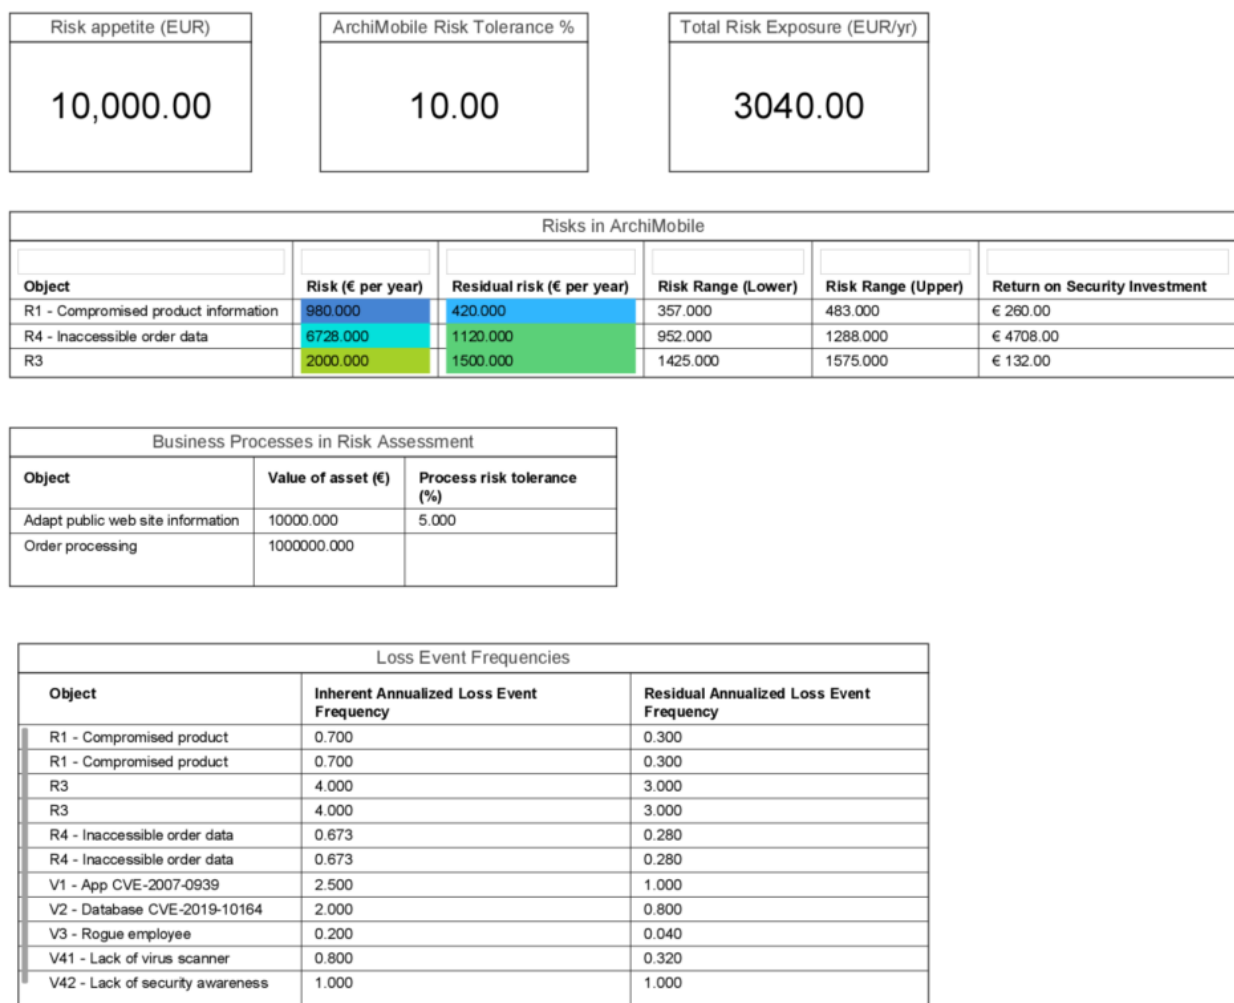 Risk appetite (EUR)
10,000.00
ArchiMobile Risk Tolerance %
10.00
Total Risk Exposure (EUR/yr)
3040.00
Risks in ArchiMobile
Object Risk (€ per year) Residual risk (€ per year) Risk Range (Lower) Risk Range (Upper) Return on Security Investment
R1 - Compromised product information 980.000 420.000 357.000 483.000 € 260.00
R4 - Inaccessible order data 6728.000 1120.000 952.000 1288.000 € 4708.00
R3 2000.000 1500.000 1425.000 1575.000 € 132.00
Business Processes in Risk Assessment
Object Value of asset (€) Process risk tolerance
(%)
Adapt public web site information 10000.000 5.000
Order processing 1000000.000
Loss Event Frequencies
Object Inherent Annualized Loss Event Residual Annualized Loss Event
Frequency Frequency
R1 - Compromised product 0.700 0.300
R1 - Compromised product 0.700 0.300
R3 4.000 3.000
R3 4.000 3.000
R4 - Inaccessible order data 0.673 0.280
R4 - Inaccessible order data 0.673 0.280
V1 - App CVE-2007-0939 2.500 1.000
V2 - Database CVE-2019-10164 2.000 0.800
V3 - Rogue employee 0.200 0.040
V41 - Lack of virus scanner 0.800 0.320
V42 - Lack of security awareness 1.000 1.000